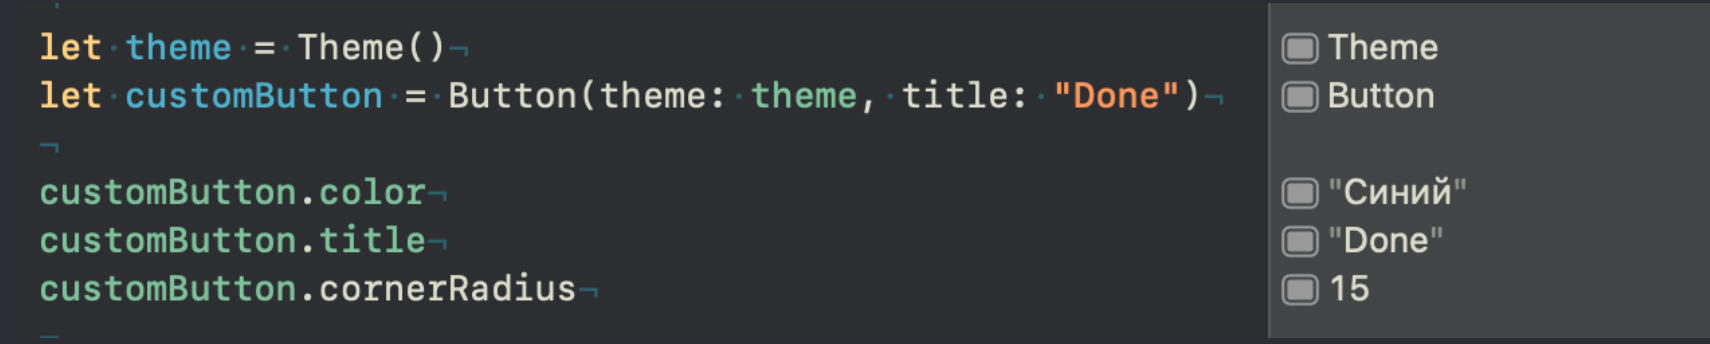 let theme = Theme() Theme
let customButton = Button(theme: theme, title: "Done") Button
customButton.color "Синий"
customButton.title "Done"
customButton.cornerRadius 15